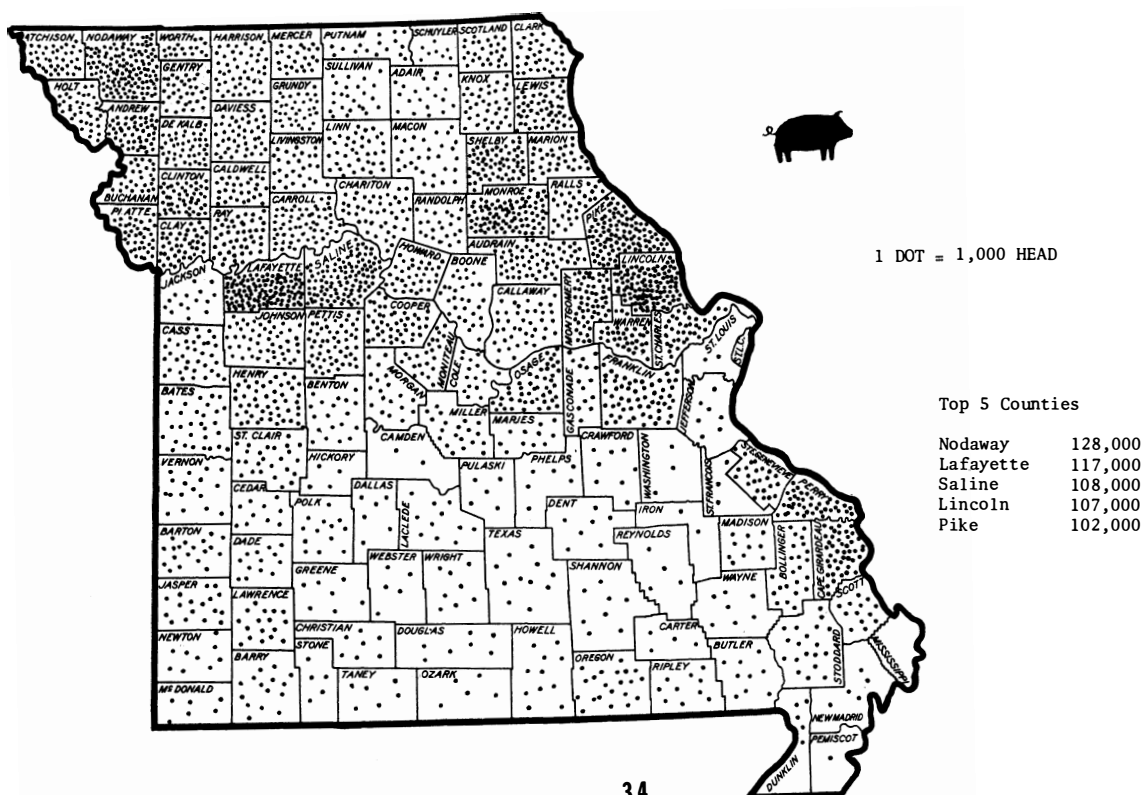 ATCHISON
NODAWAY
WORTH
HARRISON
MERCER
PUTNAM
SCHUYLER
SCOTLAND
CLARK
HOLT
GENTRY
SULLIVAN
ADAIR
KNOX
LEWIS
ANDREW
DE KALB
DAVIESS
GRUNDY
LIVINGSTON
LINN
MACON
SHELBY
MARION
BUCHANAN
CLINTON
CALDWELL
CARROLL
CHARITON
RANDOLPH
MONROE
RALLS
PIKE
PLATTE
CLAY
RAY
SALINE
HOWARD
BOONE
AUDRAIN
LINCOLN
1 DOT = 1,000 HEAD
JACKSON
LAFAYETTE
COOPER
CALLAWAY
MONTGOMERY
WARREN
ST. CHARLES
ST. LOUIS
ST.L.C.
CASS
JOHNSON
PETTIS
MONITEAU
COLE
OSAGE
GASCONADE
FRANKLIN
JEFFERSON
BATES
HENRY
BENTON
MORGAN
MILLER
MARIES
CRAWFORD
WASHINGTON
Top 5 Counties
Nodaway 128,000
Lafayette 117,000
Saline 108,000
Lincoln 107,000
Pike 102,000
ST. CLAIR
CAMDEN
VERNON
HICKORY
PULASKI
PHELPS
ST.FRANCOIS
STE.GENEVIEVE
PERRY
CEDAR
POLK
DALLAS
LACLEDE
DENT
IRON
MADISON
BOLLINGER
CAPE GIRARDEAU
BARTON
DADE
WEBSTER
WRIGHT
TEXAS
REYNOLDS
WAYNE
SCOTT
JASPER
GREENE
SHANNON
LAWRENCE
NEWTON
CHRISTIAN
DOUGLAS
HOWELL
CARTER
BUTLER
STODDARD
MISSISSIPPI
STONE
BARRY
TANEY
OZARK
OREGON
RIPLEY
MC DONALD
NEW MADRID
PEMISCOT
DUNKLIN
34